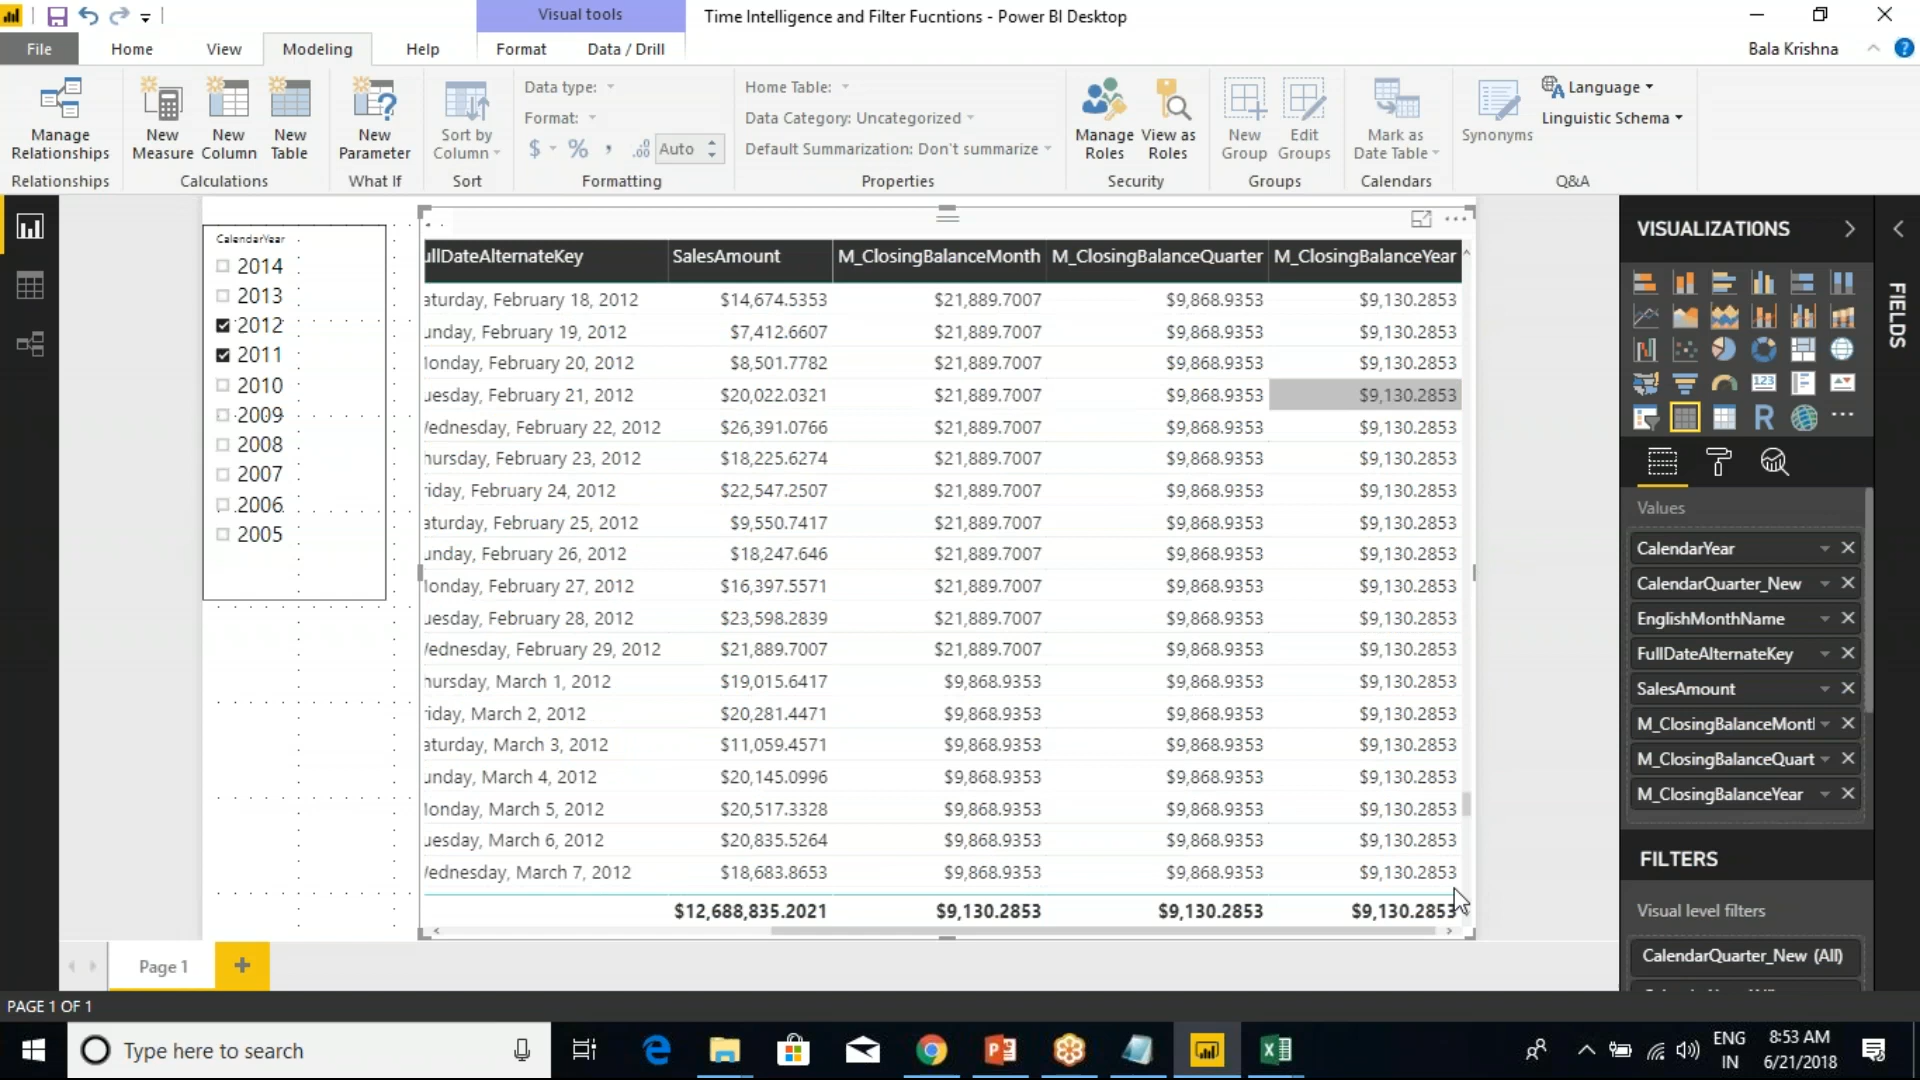 Visual tools
Time Intelligence and Filter Fucntions - Power BI Desktop
File Home View Modeling Help Format Data / Drill
Bala Krishna
Manage Relationships
New Measure
New Column
New Table
New Parameter
Sort by Column
Data type:
Format:
$ % , .00 Auto
Home Table:
Data Category: Uncategorized
Default Summarization: Don't summarize
Manage Roles
View as Roles
New Group
Edit Groups
Mark as Date Table
Synonyms
Language
Linguistic Schema
Relationships Calculations What If Sort Formatting Properties Security Groups Calendars Q&A
CalendarYear
2014
2013
2012
2011
2010
2009
2008
2007
2006
2005
ullDateAlternateKey SalesAmount M_ClosingBalanceMonth M_ClosingBalanceQuarter M_ClosingBalanceYear
aturday, February 18, 2012 $14,674.5353 $21,889.7007 $9,868.9353 $9,130.2853
unday, February 19, 2012 $7,412.6607 $21,889.7007 $9,868.9353 $9,130.2853
londay, February 20, 2012 $8,501.7782 $21,889.7007 $9,868.9353 $9,130.2853
uesday, February 21, 2012 $20,022.0321 $21,889.7007 $9,868.9353 $9,130.2853
/ednesday, February 22, 2012 $26,391.0766 $21,889.7007 $9,868.9353 $9,130.2853
hursday, February 23, 2012 $18,225.6274 $21,889.7007 $9,868.9353 $9,130.2853
riday, February 24, 2012 $22,547.2507 $21,889.7007 $9,868.9353 $9,130.2853
aturday, February 25, 2012 $9,550.7417 $21,889.7007 $9,868.9353 $9,130.2853
unday, February 26, 2012 $18,247.646 $21,889.7007 $9,868.9353 $9,130.2853
londay, February 27, 2012 $16,397.5571 $21,889.7007 $9,868.9353 $9,130.2853
uesday, February 28, 2012 $23,598.2839 $21,889.7007 $9,868.9353 $9,130.2853
/ednesday, February 29, 2012 $21,889.7007 $21,889.7007 $9,868.9353 $9,130.2853
hursday, March 1, 2012 $19,015.6417 $9,868.9353 $9,868.9353 $9,130.2853
riday, March 2, 2012 $20,281.4471 $9,868.9353 $9,868.9353 $9,130.2853
aturday, March 3, 2012 $11,059.4571 $9,868.9353 $9,868.9353 $9,130.2853
unday, March 4, 2012 $20,145.0996 $9,868.9353 $9,868.9353 $9,130.2853
londay, March 5, 2012 $20,517.3328 $9,868.9353 $9,868.9353 $9,130.2853
uesday, March 6, 2012 $20,835.5264 $9,868.9353 $9,868.9353 $9,130.2853
/ednesday, March 7, 2012 $18,683.8653 $9,868.9353 $9,868.9353 $9,130.2853
$12,688,835.2021 $9,130.2853 $9,130.2853 $9,130.2853
VISUALIZATIONS
FIELDS
123
R
Values
CalendarYear
CalendarQuarter_New
EnglishMonthName
FullDateAlternateKey
SalesAmount
M_ClosingBalanceMontl
M_ClosingBalanceQuart
M_ClosingBalanceYear
FILTERS
Visual level filters
CalendarQuarter_New (All)
Page 1
PAGE 1 OF 1
Type here to search
ENG
IN
8:53 AM
6/21/2018